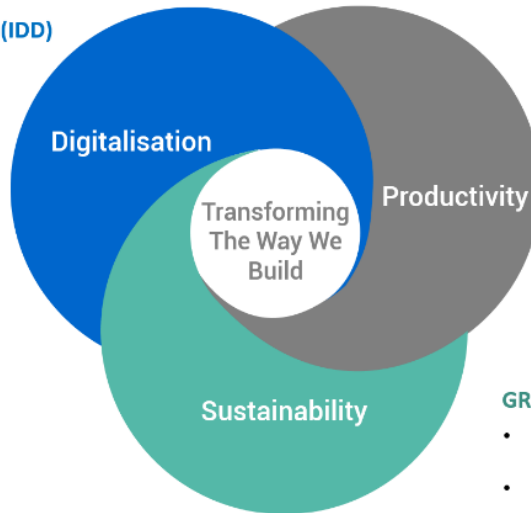 (IDD)
Digitalisation
Productivity
Transforming
The Way We
Build
Sustainability
GR
•
•